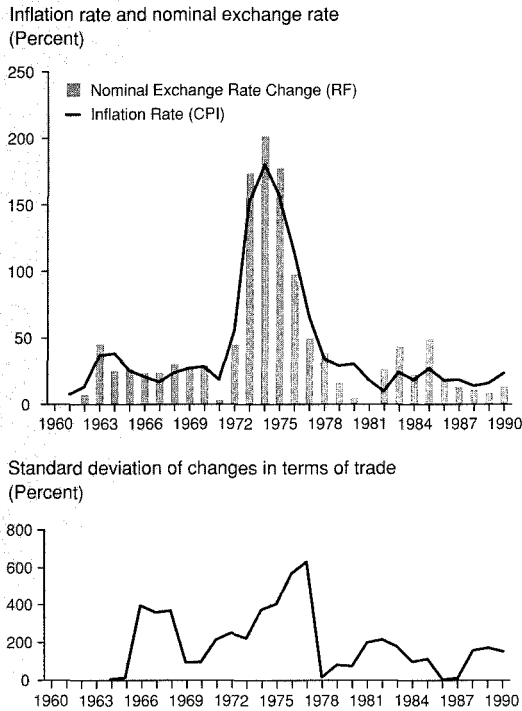 Inflation rate and nominal exchange rate
(Percent)
250
Nominal Exchange Rate Change (RF)
Inflation Rate (CPI)
200
150
100
50
0
1960 1963 1966 1969 1972 1975 1978 1981 1984 1987 1990
Standard deviation of changes in terms of trade
(Percent)
800
600
400
200
0
1960 1963 1966 1969 1972 1975 1978 1981 1984 1987 1990